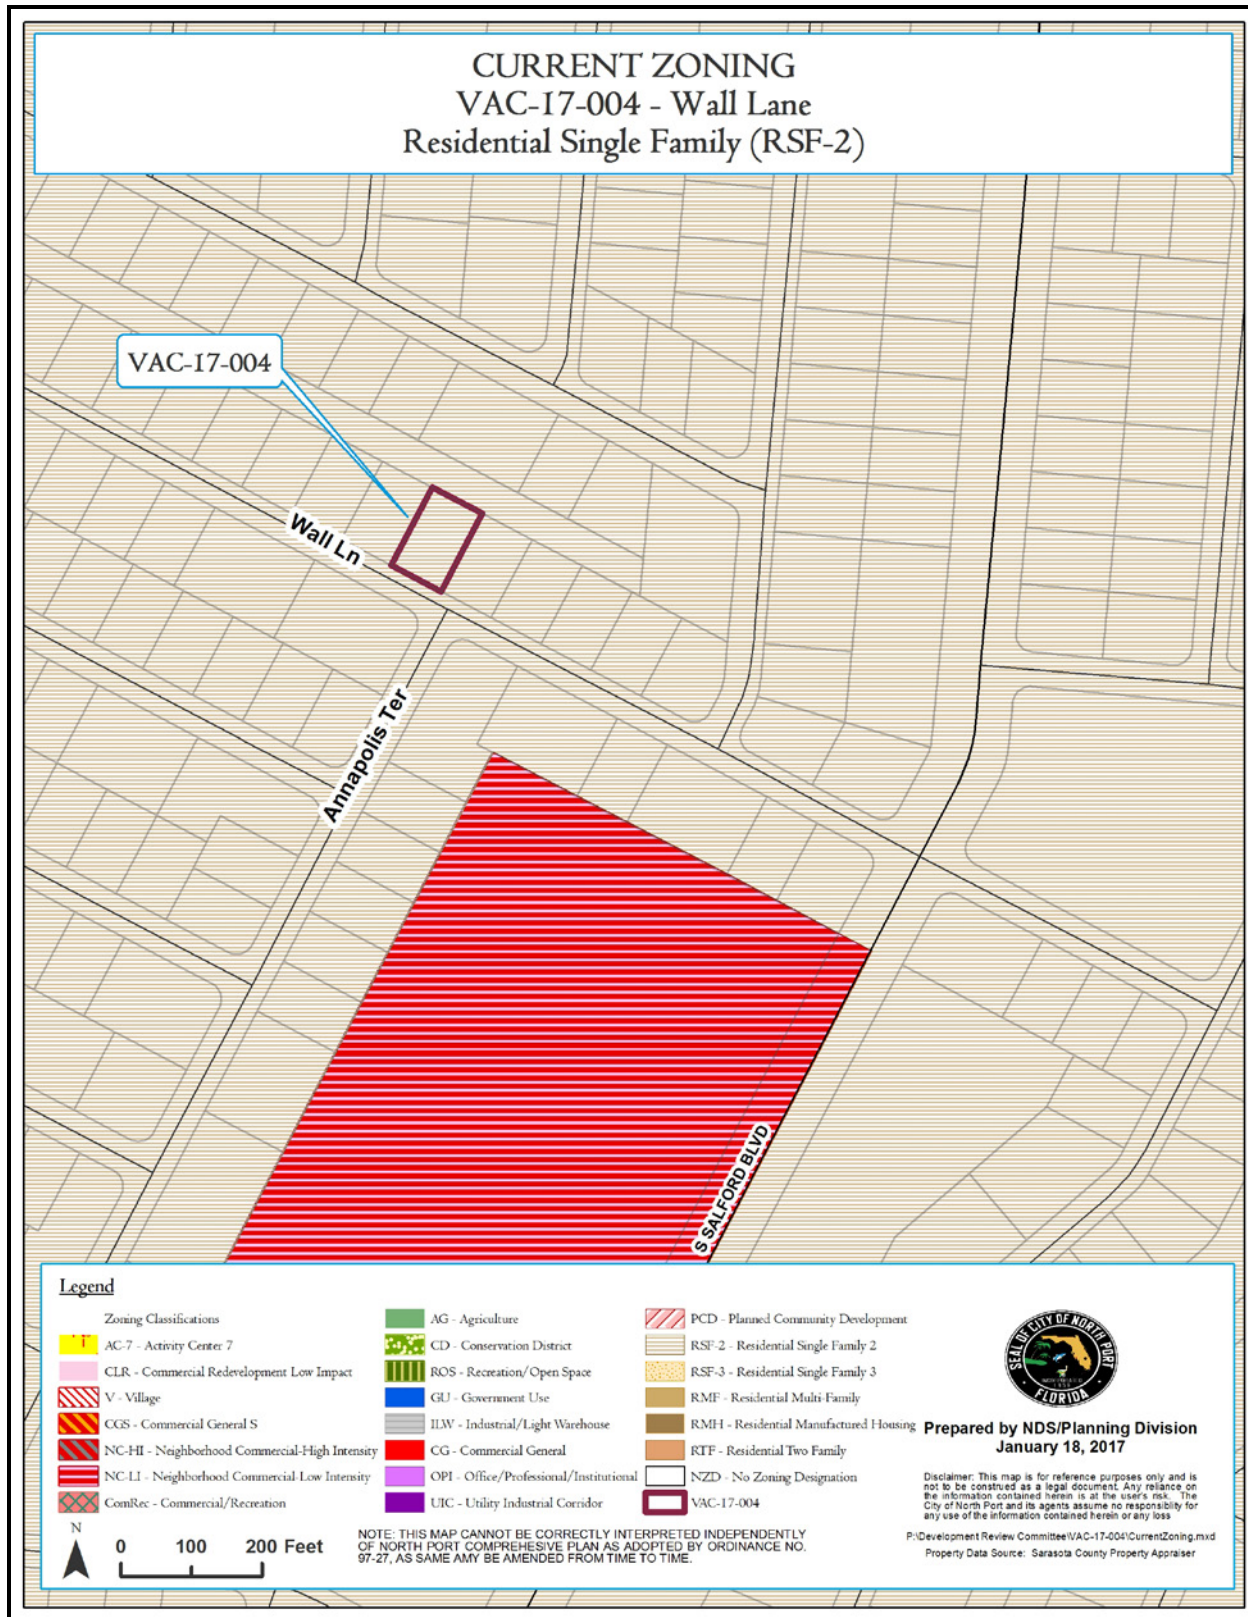 CURRENT ZONING
VAC-17-004 - Wall Lane
Residential Single Family (RSF-2)
VAC-17-004
Wall Ln
Annapolis Ter
S SALFORD BLVD
Legend
Zoning Classifications
AC-7 - Activity Center 7
CLR - Commercial Redevelopment Low Impact
V - Village
CGS - Commercial General S
NC-HI - Neighborhood Commercial-High Intensity
NC-LI - Neighborhood Commercial-Low Intensity
ComRec - Commercial/Recreation
AG - Agriculture
CD - Conservation District
ROS - Recreation/Open Space
GU - Government Use
ILW - Industrial/Light Warehouse
CG - Commercial General
OPI - Office/Professional/Institutional
UIC - Utility Industrial Corridor
PCD - Planned Community Development
RSF-2 - Residential Single Family 2
RSF-3 - Residential Single Family 3
RMF - Residential Multi-Family
RMH - Residential Manufactured Housing
RTF - Residential Two Family
NZD - No Zoning Designation
VAC-17-004
SEAL OF CITY OF NORTH PORT
FLORIDA
Prepared by NDS/Planning Division
January 18, 2017
Disclaimer: This map is for reference purposes only and is
not to be construed as a legal document. Any reliance on
the information contained herein is at the user's risk. The
City of North Port and its agents assume no responsiblity for
any use of the information contained herein or any loss
P:\Development Review Committee\VAC-17-004\CurrentZoning.mxd
Property Data Source: Sarasota County Property Appraiser
N
0 100 200 Feet
NOTE: THIS MAP CANNOT BE CORRECTLY INTERPRETED INDEPENDENTLY
OF NORTH PORT COMPREHESIVE PLAN AS ADOPTED BY ORDINANCE NO.
97-27, AS SAME AMY BE AMENDED FROM TIME TO TIME.